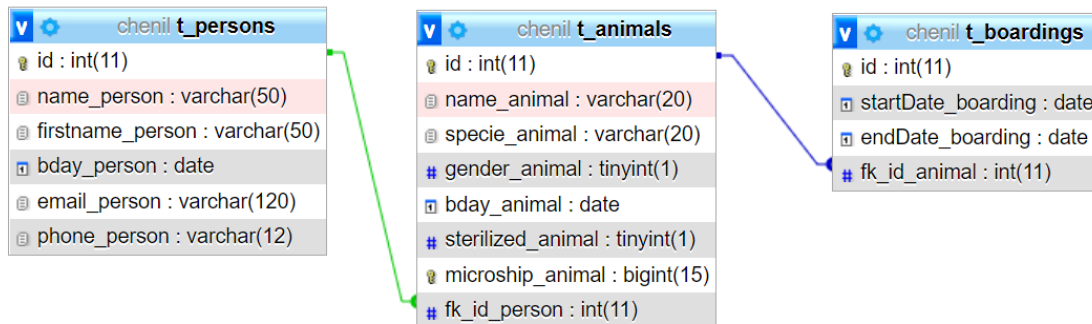 v chenil t_persons
id : int(11)
name_person : varchar(50)
firstname_person : varchar(50)
bday_person : date
email_person : varchar(120)
phone_person : varchar(12)
v chenil t_animals
id : int(11)
name_animal : varchar(20)
specie_animal : varchar(20)
# gender_animal : tinyint(1)
bday_animal : date
# sterilized_animal : tinyint(1)
microship_animal : bigint(15)
# fk_id_person : int(11)
v chenil t_boardings
id : int(11)
startDate_boarding : date
endDate_boarding : date
# fk_id_animal : int(11)